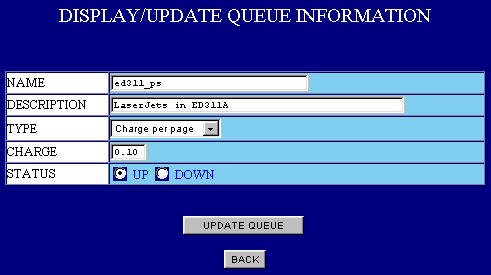 DISPLAY/UPDATE QUEUE INFORMATION
NAME ed311_ps
DESCRIPTION LaserJets in ED311A
TYPE Charge per page
CHARGE 0.10
STATUS UP DOWN
UPDATE QUEUE
BACK